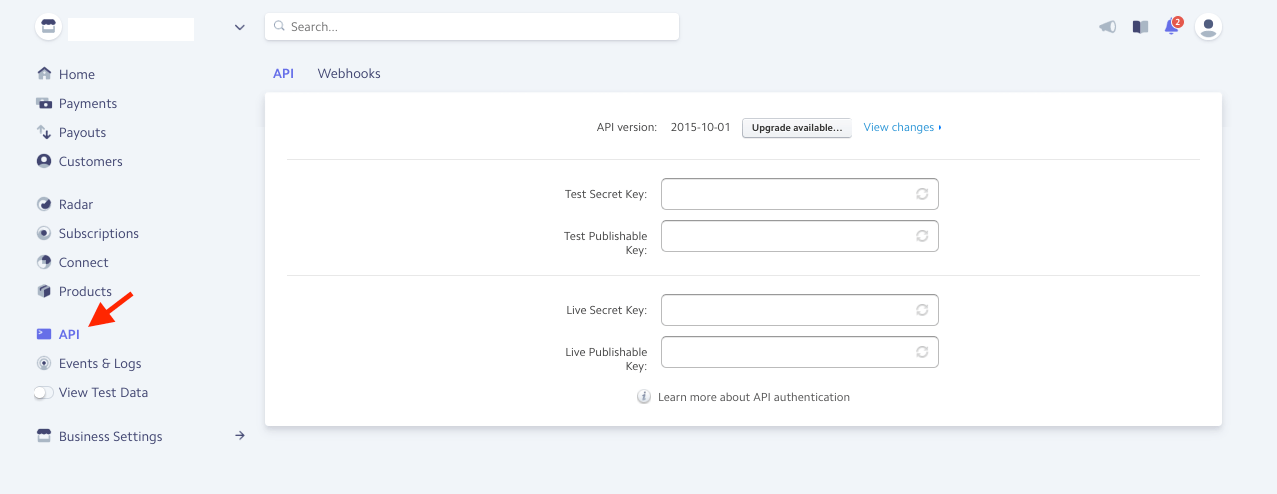 Search...
2
Home
Payments
Payouts
Customers
Radar
Subscriptions
Connect
Products
API
Events & Logs
View Test Data
Business Settings
API Webhooks
API version: 2015-10-01 Upgrade available... View changes
Test Secret Key:
Test Publishable
Key:
Live Secret Key:
Live Publishable
Key:
Learn more about API authentication